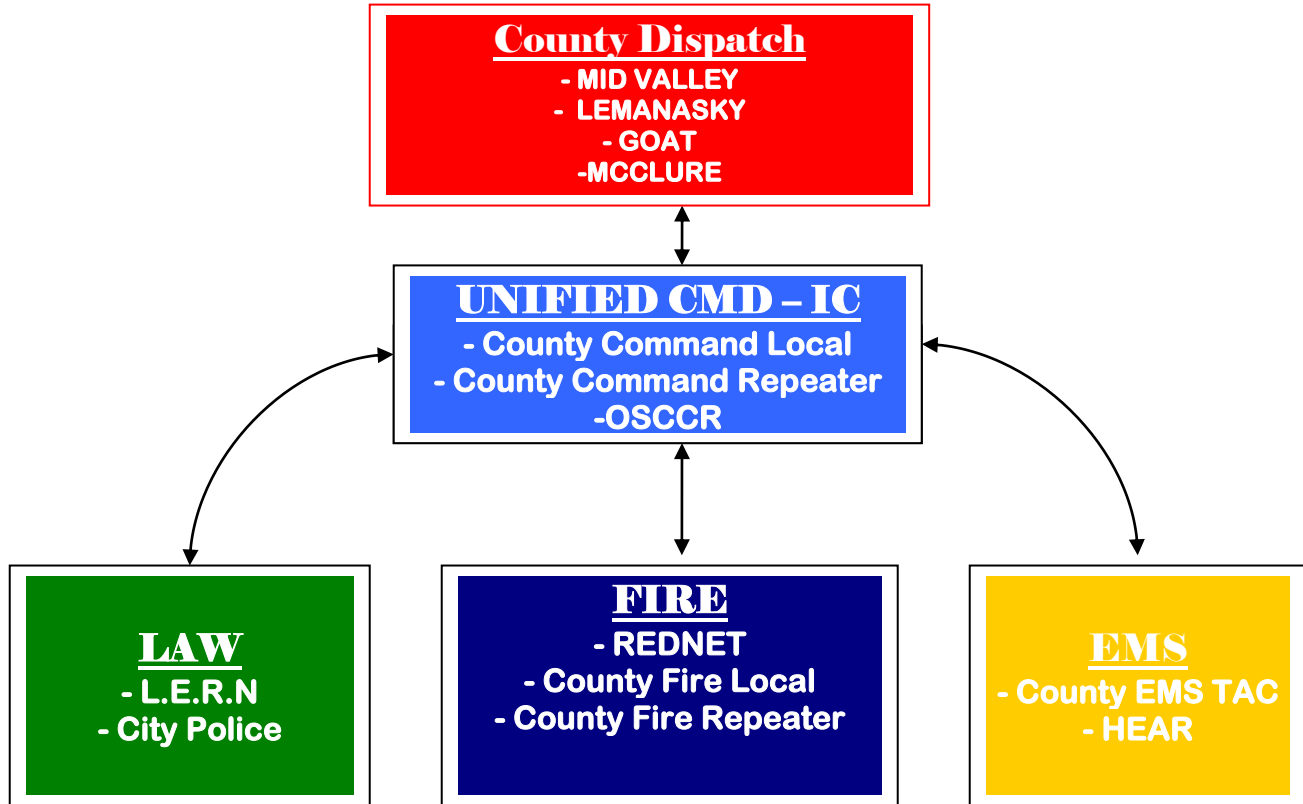 County Dispatch
- MID VALLEY
- LEMANASKY
- GOAT
-MCCLURE
UNIFIED CMD – IC
- County Command Local
- County Command Repeater
-OSCCR
LAW
- L.E.R.N
- City Police
FIRE
- REDNET
- County Fire Local
- County Fire Repeater
EMS
- County EMS TAC
- HEAR